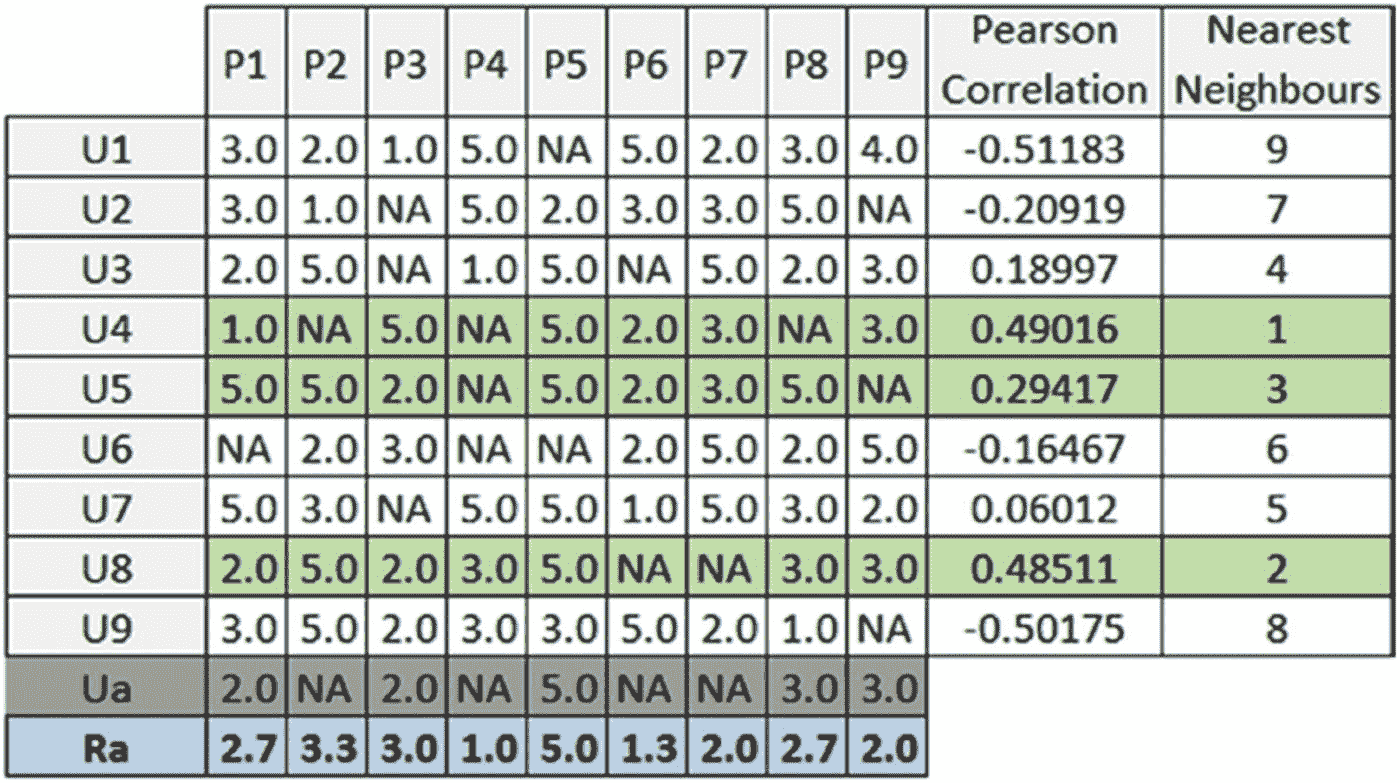 P1 P2 P3 P4 P5 P6 P7 P8 P9 Pearson Correlation Nearest Neighbours
U1 3.0 2.0 1.0 5.0 NA 5.0 2.0 3.0 4.0 -0.51183 9
U2 3.0 1.0 NA 5.0 2.0 3.0 3.0 5.0 NA -0.20919 7
U3 2.0 5.0 NA 1.0 5.0 NA 5.0 2.0 3.0 0.18997 4
U4 1.0 NA 5.0 NA 5.0 2.0 3.0 NA 3.0 0.49016 1
U5 5.0 5.0 2.0 NA 5.0 2.0 3.0 5.0 NA 0.29417 3
U6 NA 2.0 3.0 NA NA 2.0 5.0 2.0 5.0 -0.16467 6
U7 5.0 3.0 NA 5.0 5.0 1.0 5.0 3.0 2.0 0.06012 5
U8 2.0 5.0 2.0 3.0 5.0 NA NA 3.0 3.0 0.48511 2
U9 3.0 5.0 2.0 3.0 3.0 5.0 2.0 1.0 NA -0.50175 8
Ua 2.0 NA 2.0 NA 5.0 NA NA 3.0 3.0
Ra 2.7 3.3 3.0 1.0 5.0 1.3 2.0 2.7 2.0